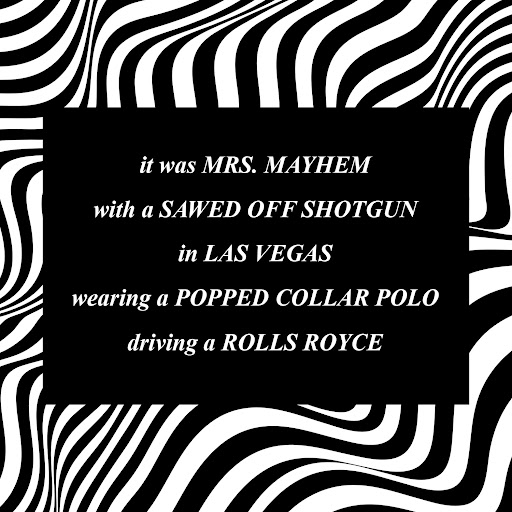 it was MRS. MAYHEM
with a SAWED OFF SHOTGUN
in LAS VEGAS
wearing a POPPED COLLAR POLO
driving a ROLLS ROYCE